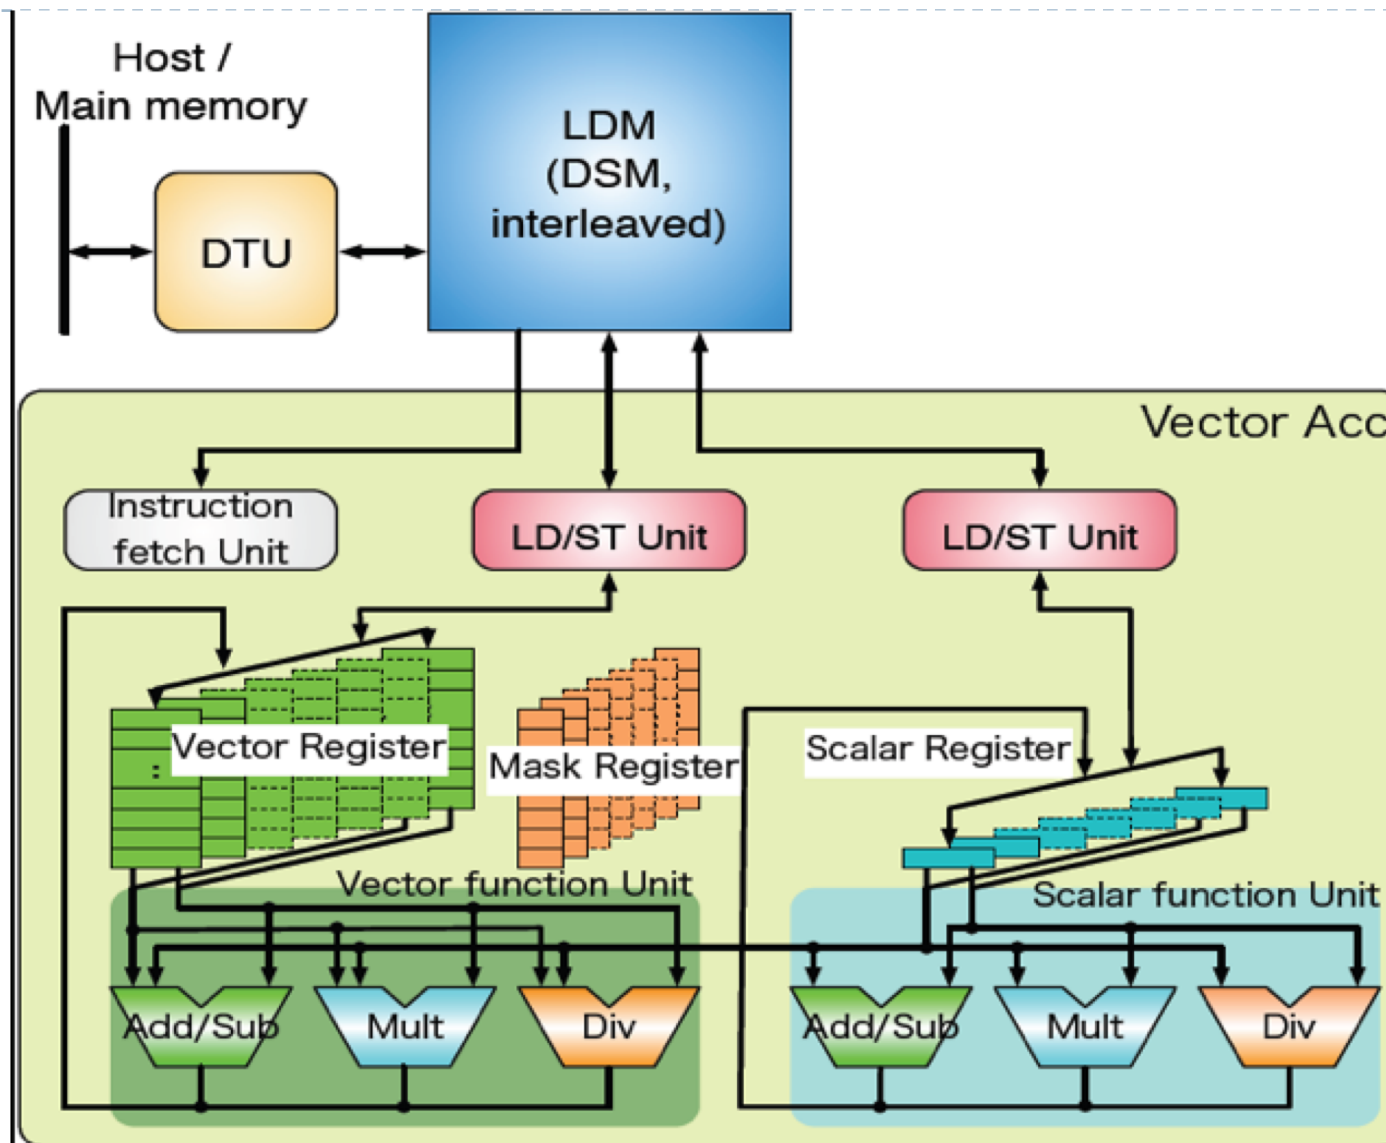 Host /
Main memory
LDM
(DSM,
interleaved)
DTU
Vector Acc
Instruction
fetch Unit
LD/ST Unit
LD/ST Unit
Vector Register
:
Mask Register
Scalar Register
Vector function Unit
Scalar function Unit
Add/Sub
Mult
Div
Add/Sub
Mult
Div